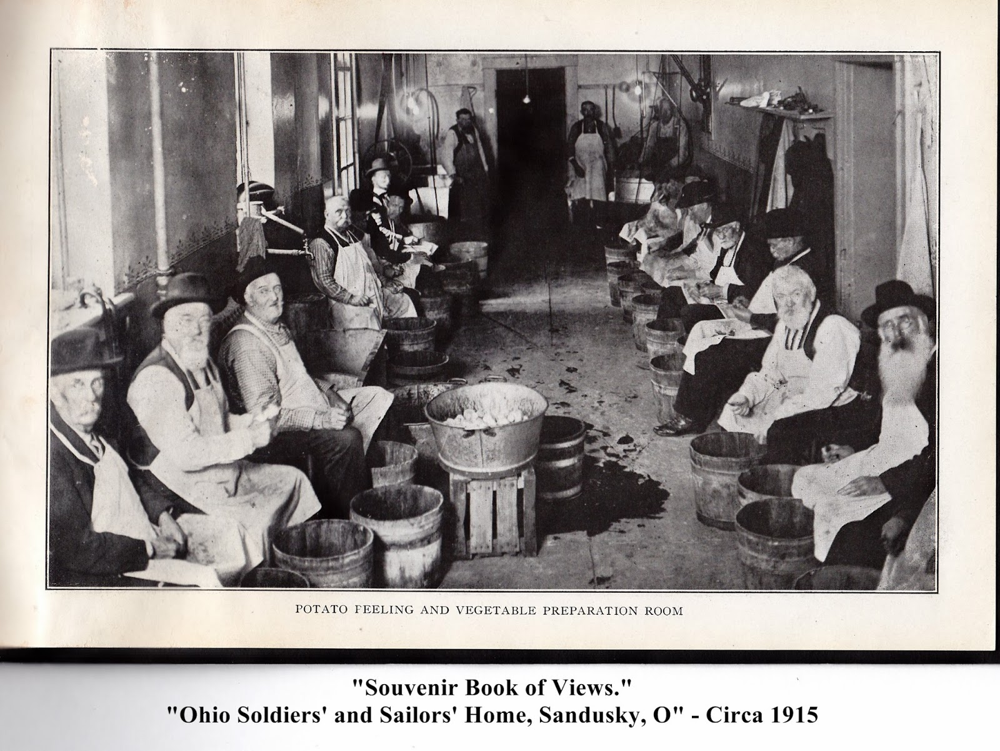 POTATO FEELING AND VEGETABLE PREPARATION ROOM
"Souvenir Book of Views."
"Ohio Soldiers' and Sailors' Home, Sandusky, O" - Circa 1915